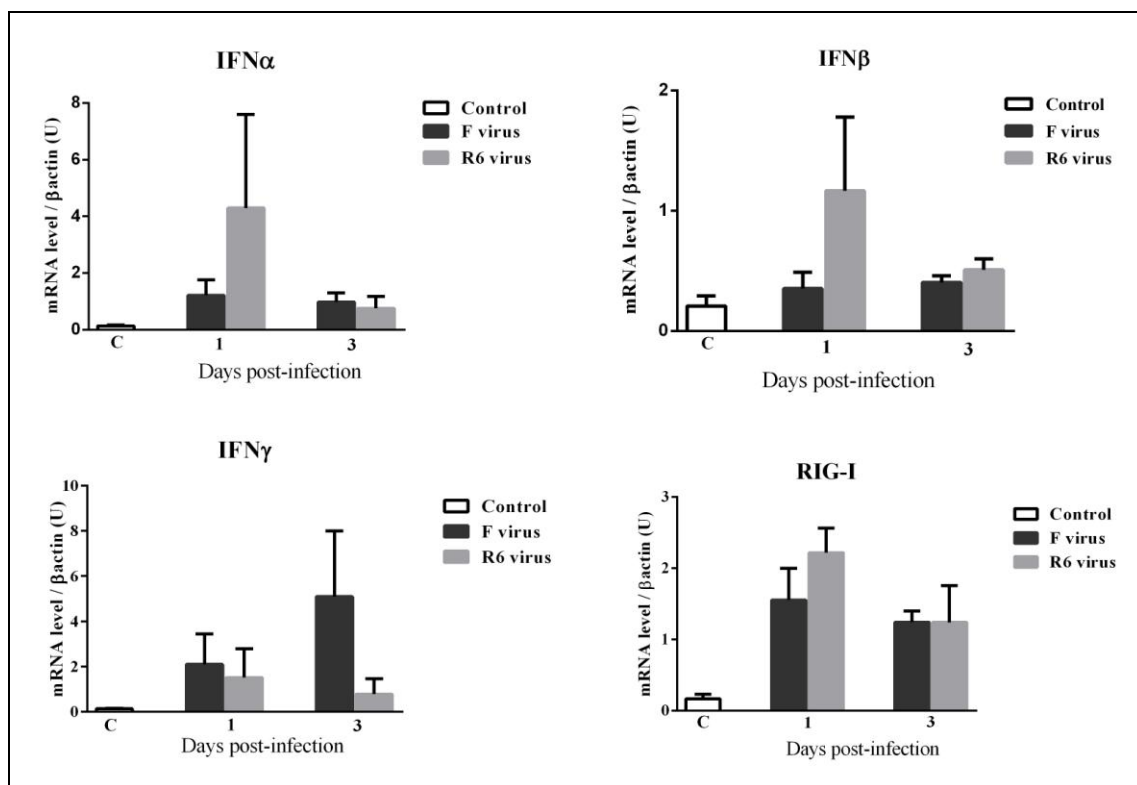 IFNα
mRNA level / βactin (U)
8
6
4
2
0
C
1
3
Days post-infection
Control
F virus
R6 virus
IFNβ
mRNA level / βactin (U)
2
1
0
C
1
3
Days post-infection
Control
F virus
R6 virus
IFNγ
mRNA level / βactin (U)
10
8
6
4
2
0
C
1
3
Days post-infection
Control
F virus
R6 virus
RIG-I
mRNA level / βactin (U)
3
2
1
0
C
1
3
Days post-infection
Control
F virus
R6 virus